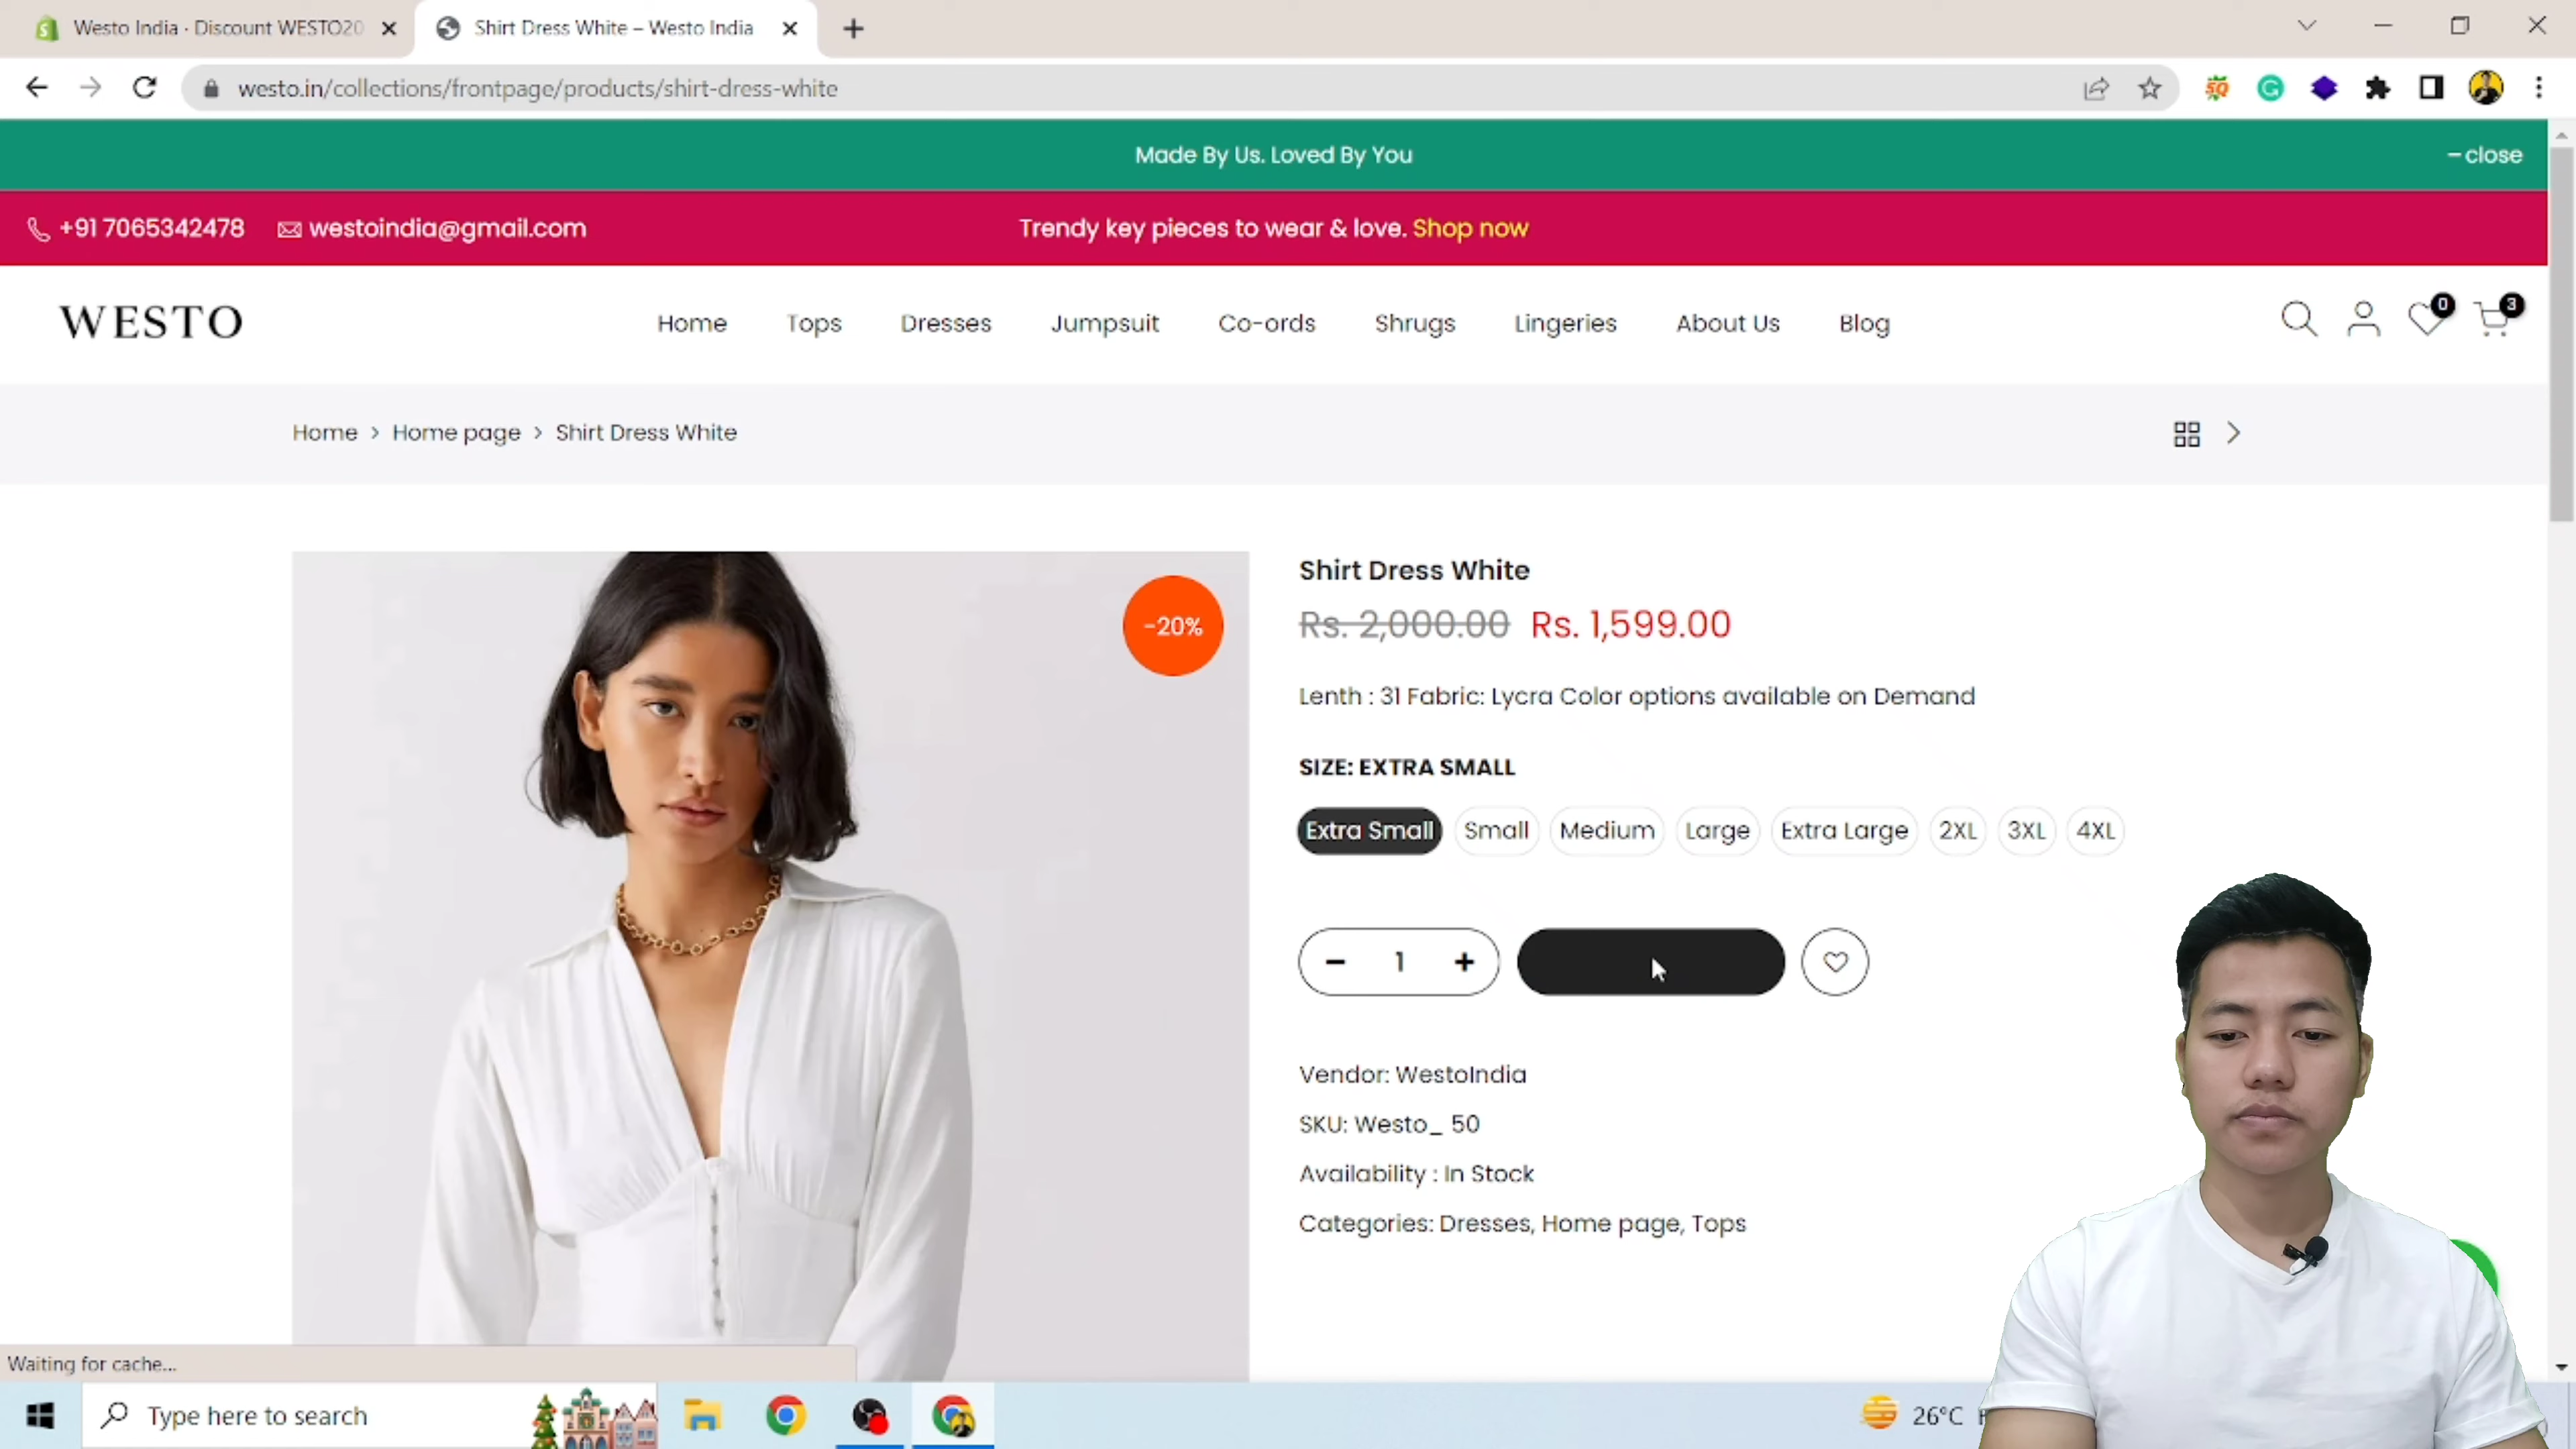 Westo India · Discount WESTO20
Shirt Dress White – Westo India
westo.in/collections/frontpage/products/shirt-dress-white
SQ
G
Made By Us. Loved By You
– close
+91 7065342478 westoindia@gmail.com
Trendy key pieces to wear & love. Shop now
WESTO
Home Tops Dresses Jumpsuit Co-ords Shrugs Lingeries About Us Blog
0
3
Home > Home page > Shirt Dress White
-20%
Shirt Dress White
Rs. 2,000.00 Rs. 1,599.00
Lenth : 31 Fabric: Lycra Color options available on Demand
SIZE: EXTRA SMALL
Extra Small Small Medium Large Extra Large 2XL 3XL 4XL
− 1 +
Vendor: WestoIndia
SKU: Westo_ 50
Availability : In Stock
Categories: Dresses, Home page, Tops
Waiting for cache...
Type here to search
26°C